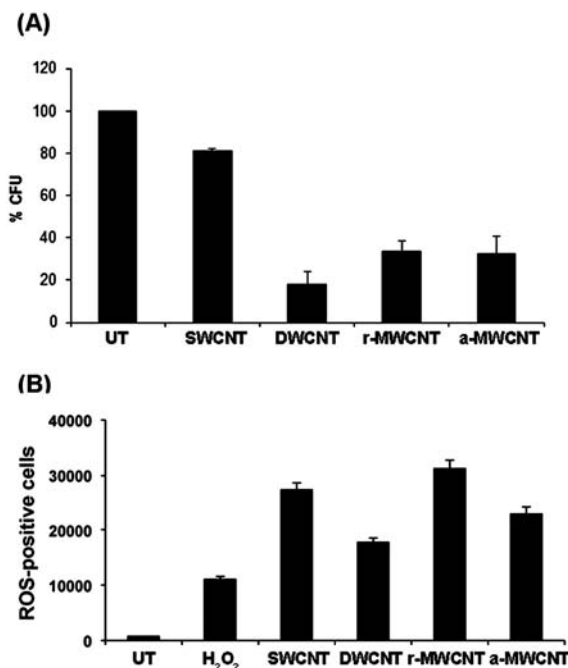 (A)
120
100
80
60
40
20
0
% CFU
UT SWCNT DWCNT r-MWCNT a-MWCNT
(B)
40000
30000
20000
10000
0
ROS-positive cells
UT H₂O₂ SWCNT DWCNT r-MWCNT a-MWCNT